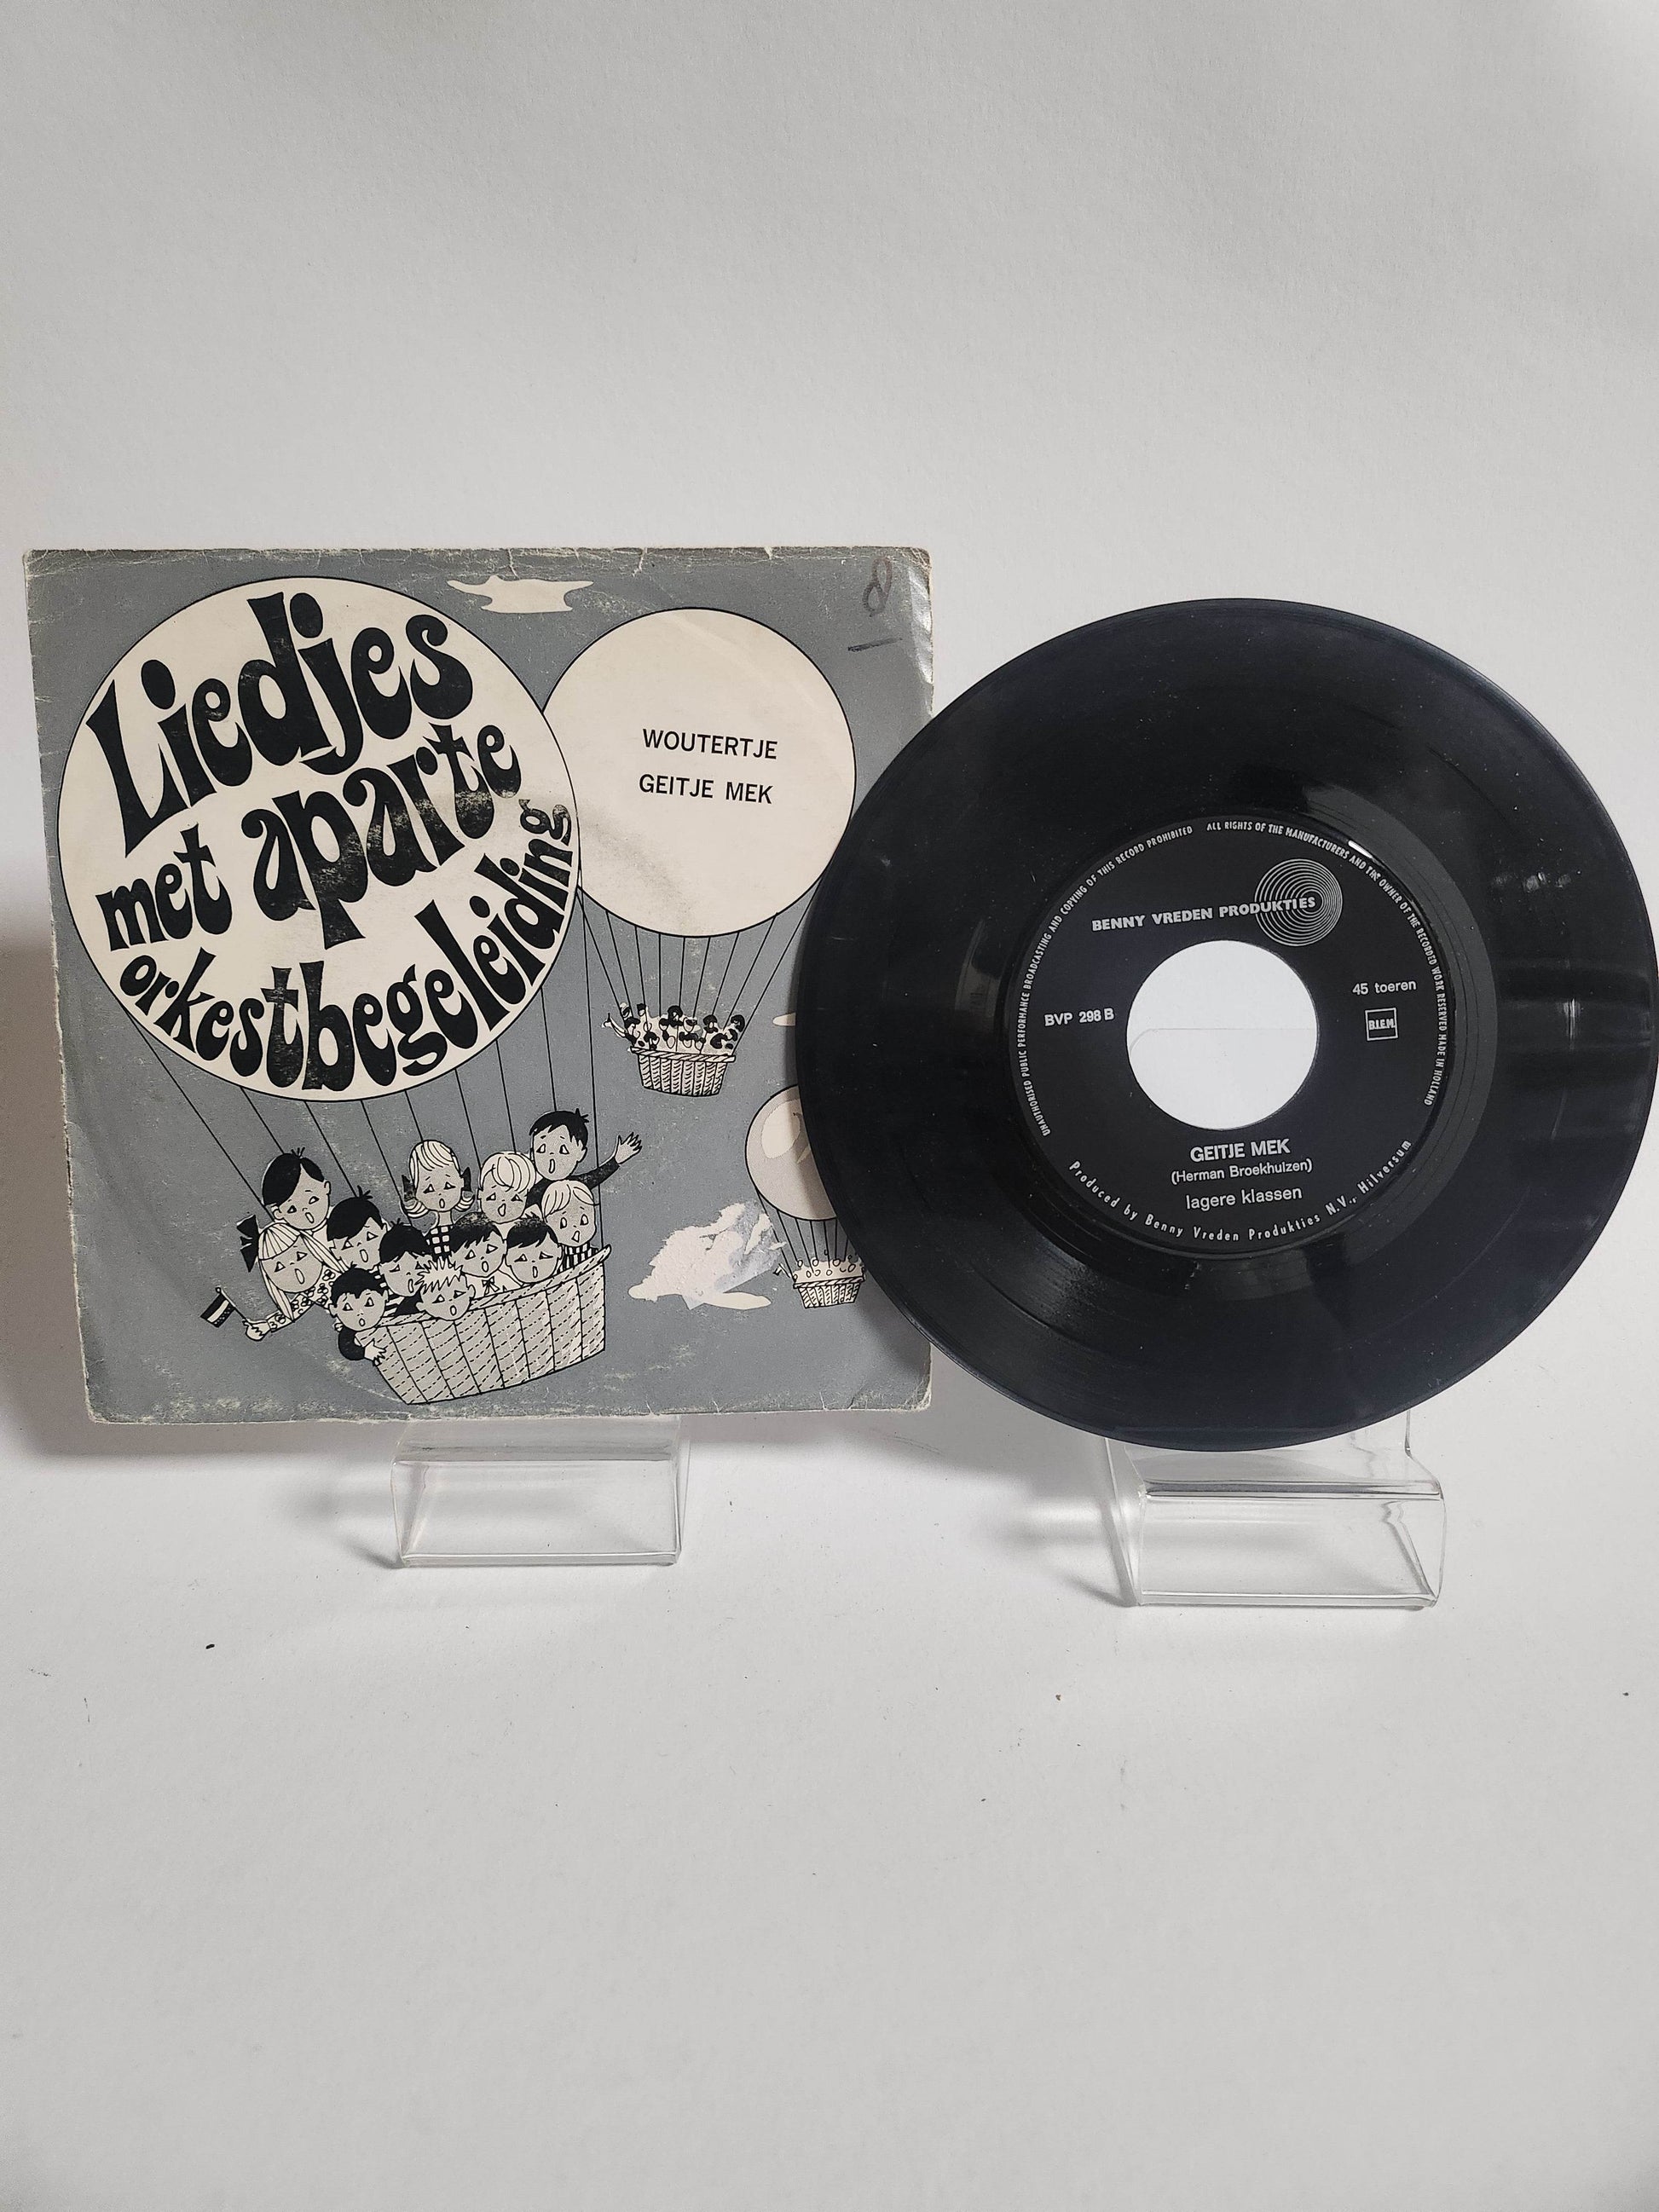 Liedjes
met aparte
orkestbegeleiding
WOUTERTJE
GEITJE MEK
8
UNAUTHORISED PUBLIC PERFORMANCE BROADCASTING AND COPYING OF THIS RECORD PROHIBITED ALL RIGHTS OF THE MANUFACTURERS AND THE OWNER OF THE RECORDED WORK RESERVED MADE IN HOLLAND
BENNY VREDEN PRODUKTIES
45 toeren
BVP 298 B
B.I.E.M.
GEITJE MEK
(Herman Broekhuizen)
lagere klassen
Produced by Benny Vreden Produkties N.V., Hilversum